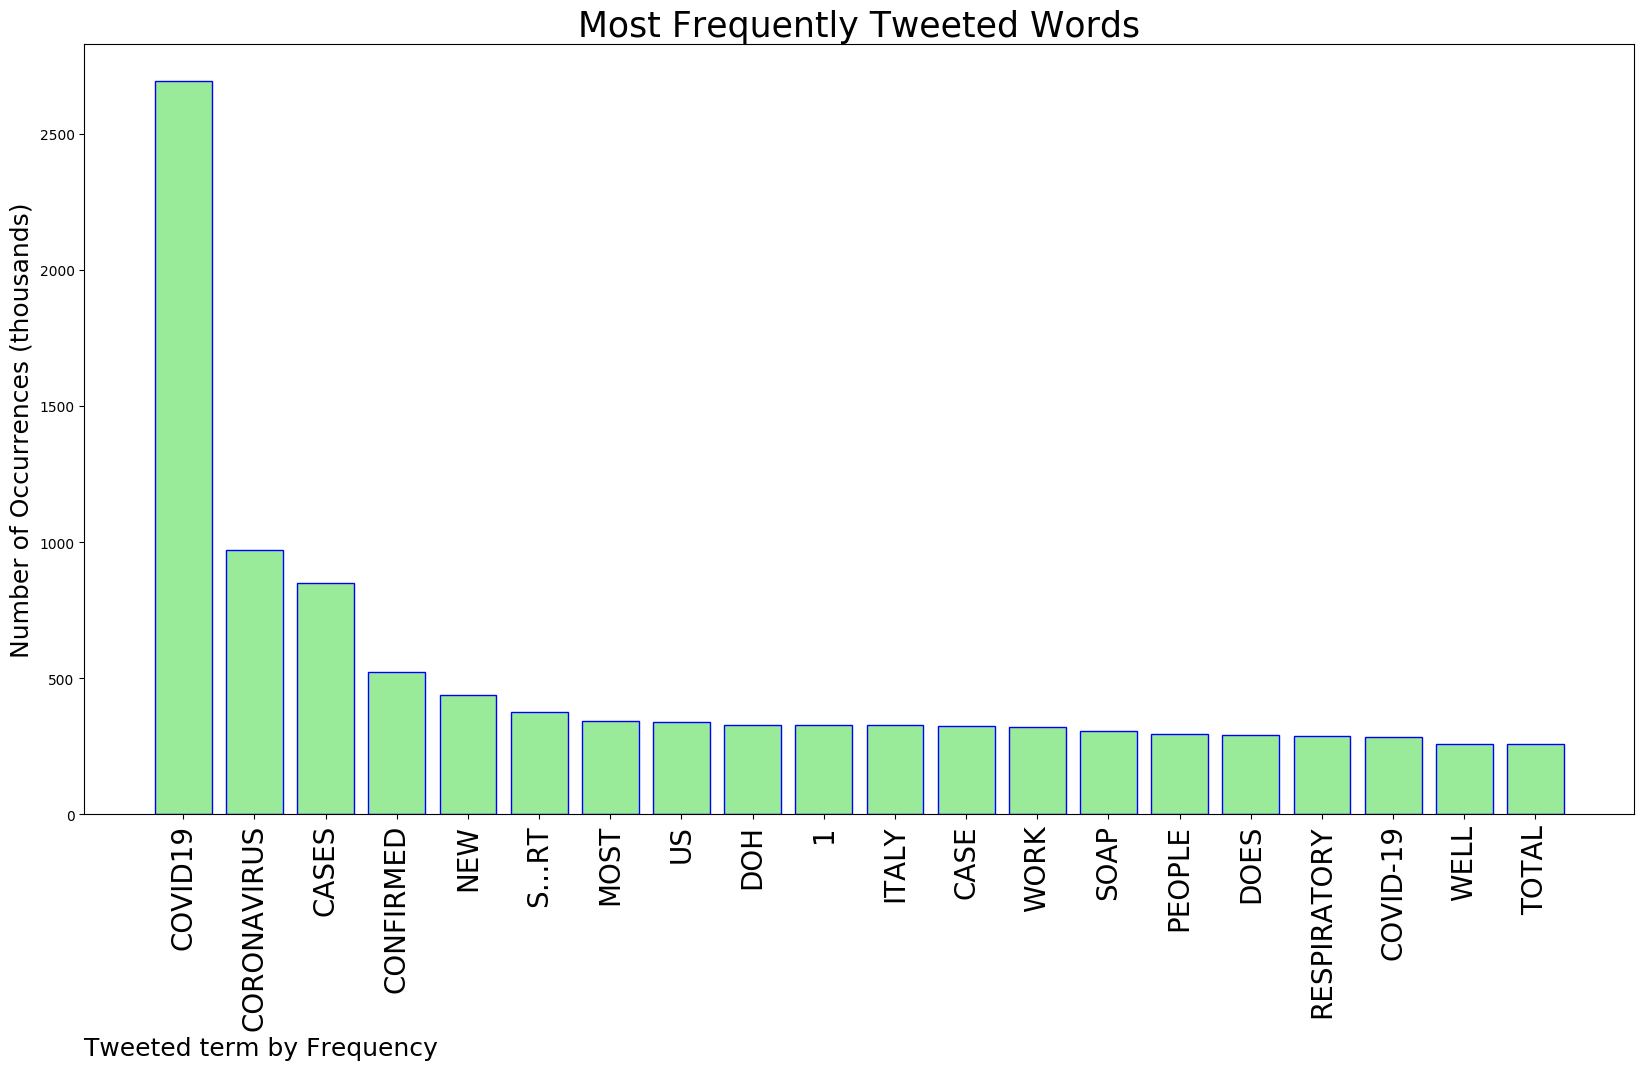 Most Frequently Tweeted Words
Number of Occurrences (thousands)
2500
2000
1500
1000
500
0
COVID19
CORONAVIRUS
CASES
CONFIRMED
NEW
S...RT
MOST
US
DOH
1
ITALY
CASE
WORK
SOAP
PEOPLE
DOES
RESPIRATORY
COVID-19
WELL
TOTAL
Tweeted term by Frequency